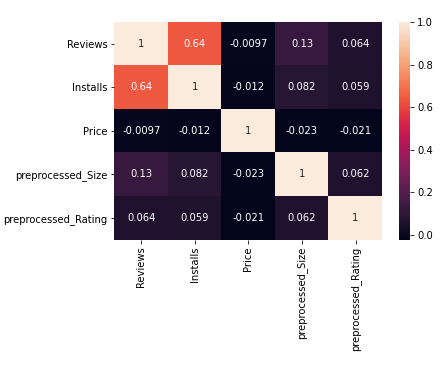 Reviews 1 0.64 -0.0097 0.13 0.064
Installs 0.64 1 -0.012 0.082 0.059
Price -0.0097 -0.012 1 -0.023 -0.021
preprocessed_Size 0.13 0.082 -0.023 1 0.062
preprocessed_Rating 0.064 0.059 -0.021 0.062 1
Reviews
Installs
Price
preprocessed_Size
preprocessed_Rating
1.0
0.8
0.6
0.4
0.2
0.0